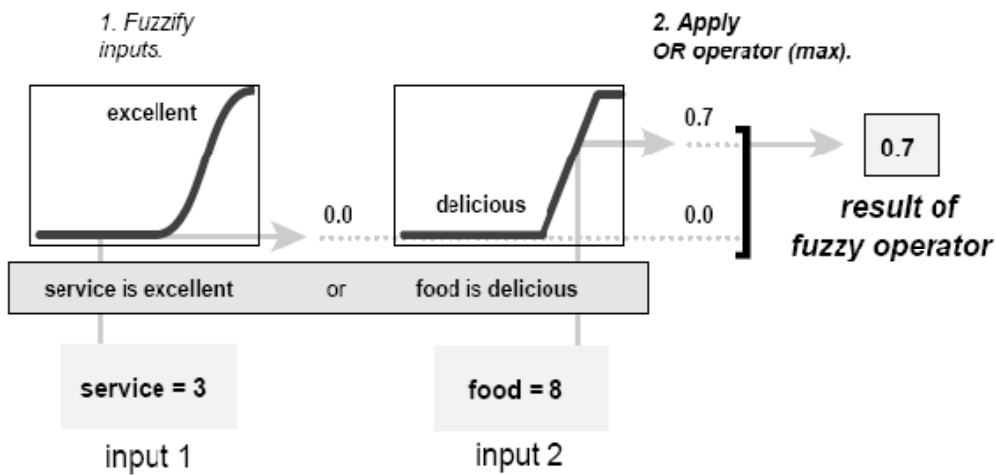 1. Fuzzify
inputs.
2. Apply
OR operator (max).
excellent
delicious
0.0
0.7
0.0
0.7
result of
fuzzy operator
service is excellent or food is delicious
service = 3
food = 8
input 1
input 2